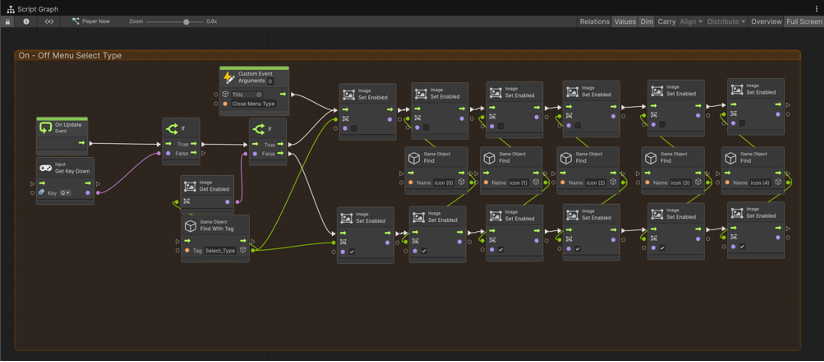 Script Graph
Player New
Zoom
0.8x
Relations
Values
Dim
Carry
Align
Distribute
Overview
Full Screen
On - Off Menu Select Type
Custom Event
Arguments 0
This
Close Menu Type
On Update
Event
Input
Get Key Down
Key Q
If
True
False
If
True
False
Image
Get Enabled
Game Object
Find With Tag
Tag Select_Type
Image
Set Enabled
Image
Set Enabled
Image
Set Enabled
Image
Set Enabled
Image
Set Enabled
Image
Set Enabled
Game Object
Find
Name Icon (0)
Game Object
Find
Name Icon (1)
Game Object
Find
Name Icon (2)
Game Object
Find
Name Icon (3)
Game Object
Find
Name Icon (4)
Image
Set Enabled
Image
Set Enabled
Image
Set Enabled
Image
Set Enabled
Image
Set Enabled
Image
Set Enabled